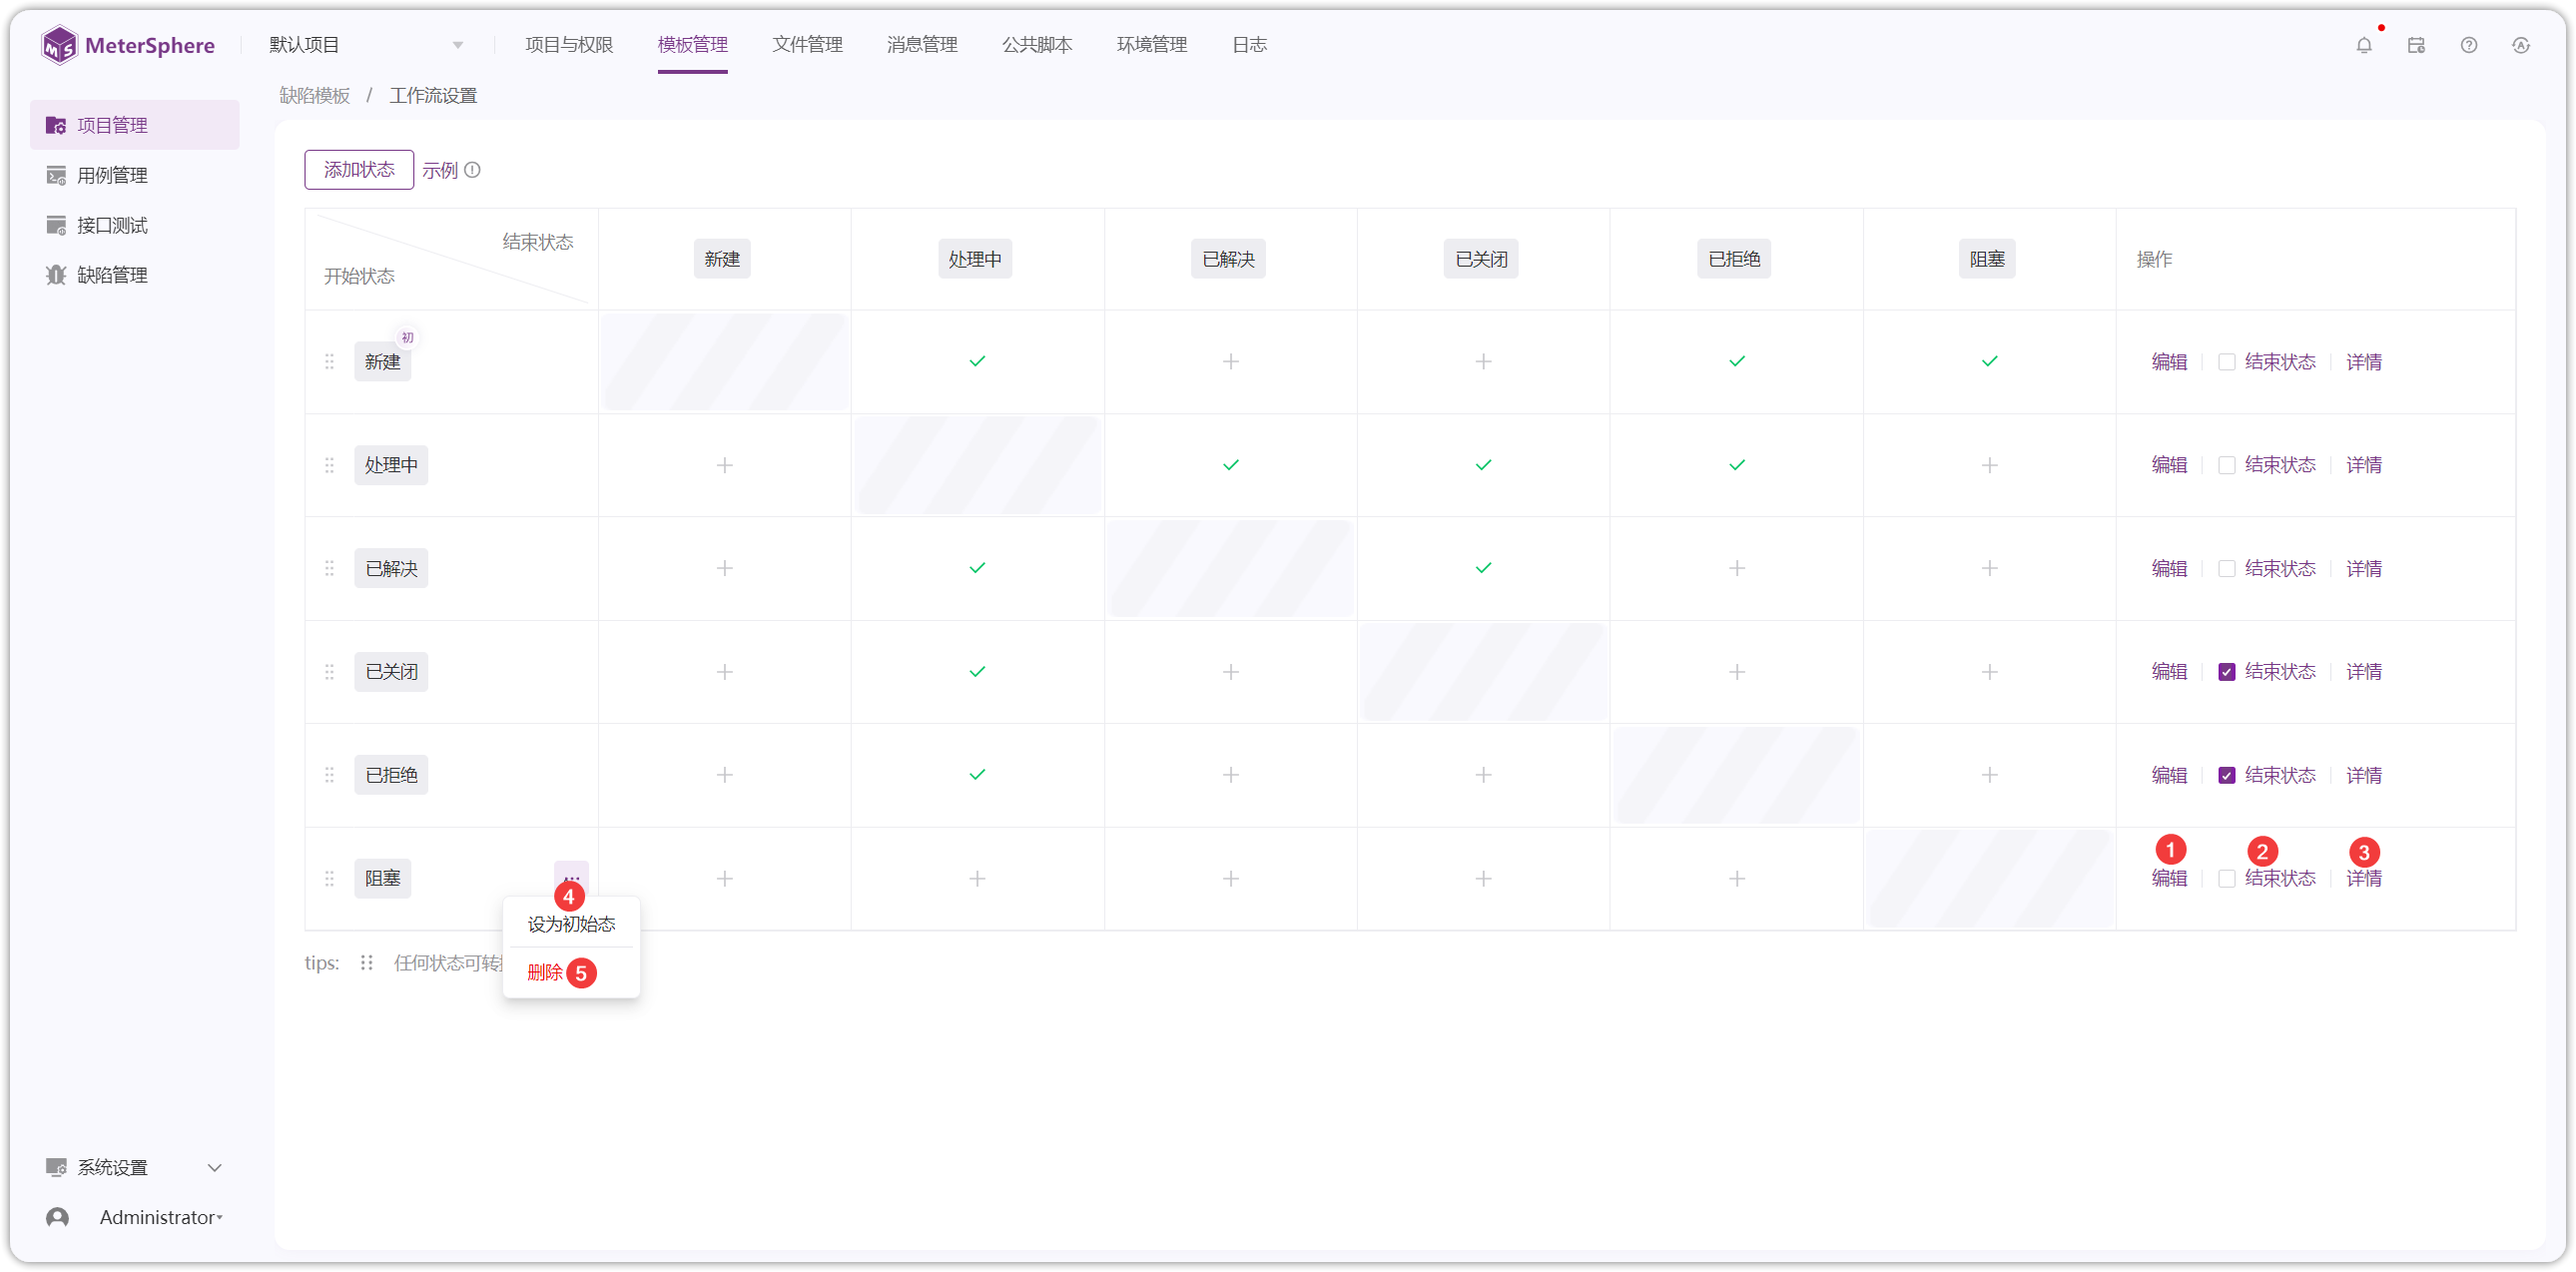 MeterSphere 默认项目 项目与权限 模板管理 文件管理 消息管理 公共脚本 环境管理 日志
缺陷模板 / 工作流设置
项目管理
用例管理
接口测试
缺陷管理
添加状态 示例
结束状态
开始状态
新建 处理中 已解决 已关闭 已拒绝 阻塞 操作
新建 初 编辑 结束状态 详情
处理中 编辑 结束状态 详情
已解决 编辑 结束状态 详情
已关闭 编辑 结束状态 详情
已拒绝 编辑 结束状态 详情
1 2 3
阻塞 ... 编辑 结束状态 详情
4
设为初始态
删除 5
tips: 任何状态可转
系统设置
Administrator